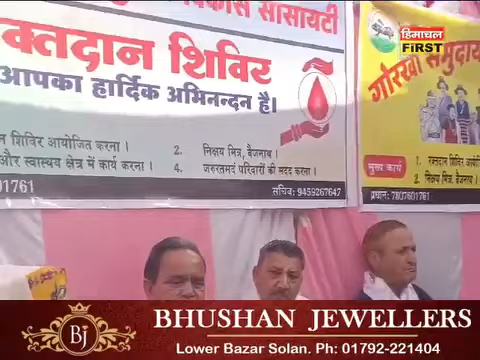 विकास सोसायटी
रक्तदान शिविर
आपका हार्दिक अभिनन्दन है।
शिविर आयोजित करना।
2. निक्षय मित्र, बैजनाथ।
और स्वास्थय क्षेत्र में कार्य करना।
4. जरुरतमंद परिवारों की मदद करना।
01761
सचिव: 9459267647
हिमाचल
FIRST
गोरखा समुदाय
मुख्य कार्य
1. रक्तदान शिविर
2. निक्षय मित्र, बैजनाथ
प्रधान: 7807601761
BJ
BHUSHAN JEWELLERS
Lower Bazar Solan. Ph: 01792-221404